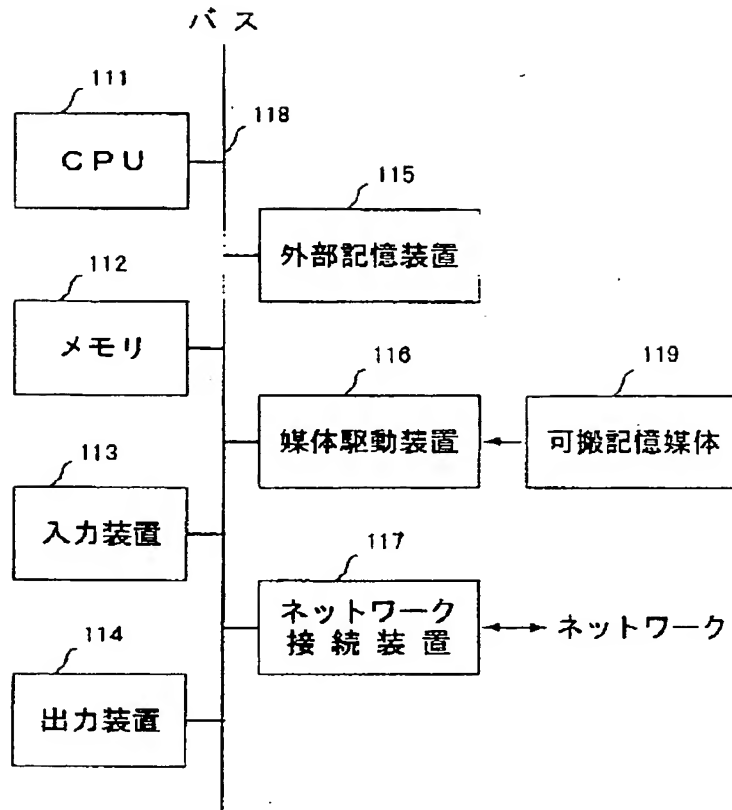 バス
111
118
CPU
115
外部記憶装置
112
メモリ
116
119
媒体駆動装置
可搬記憶媒体
113
入力装置
117
ネットワーク
接続装置
ネットワーク
114
出力装置